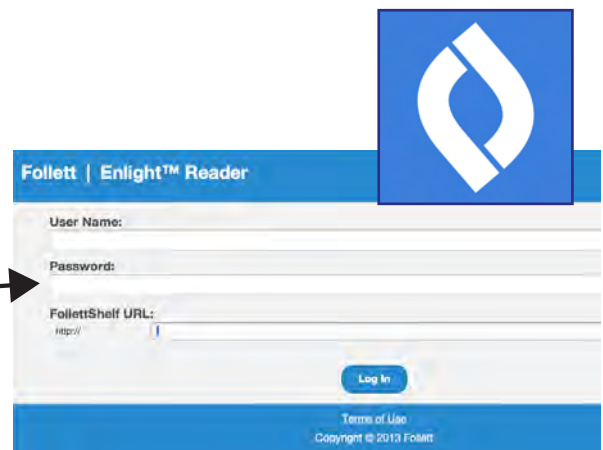 Follett | Enlight™ Reader
User Name:
Password:
FollettShelf URL:
http://
Log In
Terms of Use
Copyright © 2013 Follett